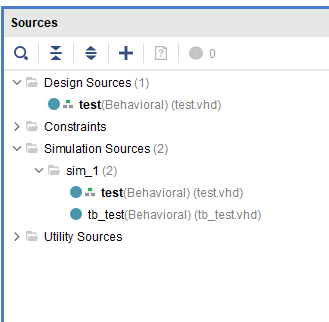 Sources
0
Design Sources (1)
test(Behavioral) (test.vhd)
Constraints
Simulation Sources (2)
sim_1 (2)
test(Behavioral) (test.vhd)
tb_test(Behavioral) (tb_test.vhd)
Utility Sources